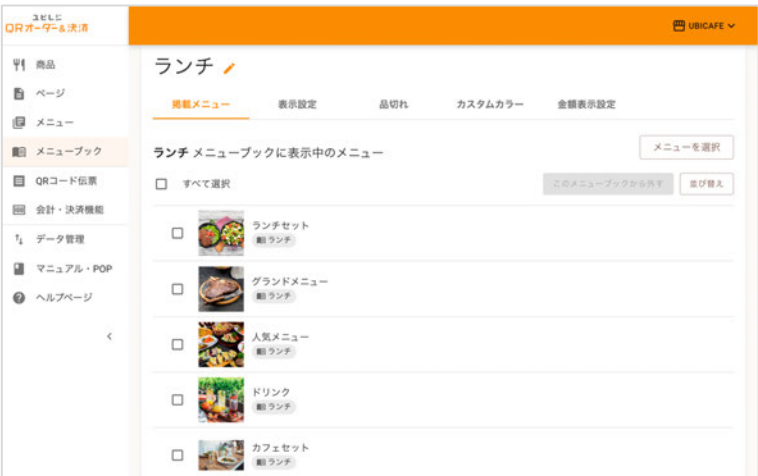 ユビレジ
QRオーダー&決済
UBICAFE
商品
ページ
メニュー
メニューブック
QRコード伝票
会計・決済機能
データ管理
マニュアル・POP
ヘルプページ
ランチ
掲載メニュー
表示設定
品切れ
カスタムカラー
金額表示設定
ランチ メニューブックに表示中のメニュー
メニューを選択
すべて選択
このメニューブックから外す
並び替え
ランチセット
ランチ
グランドメニュー
ランチ
人気メニュー
ランチ
ドリンク
ランチ
カフェセット
ランチ